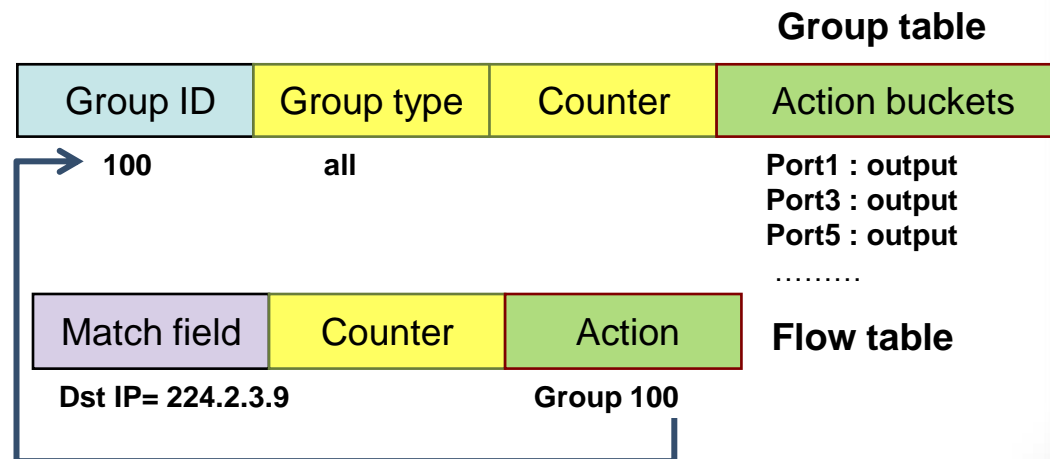 Group table
Group ID Group type Counter Action buckets
100 all Port1 : output
Port3 : output
Port5 : output
.........
Match field Counter Action Flow table
Dst IP= 224.2.3.9 Group 100